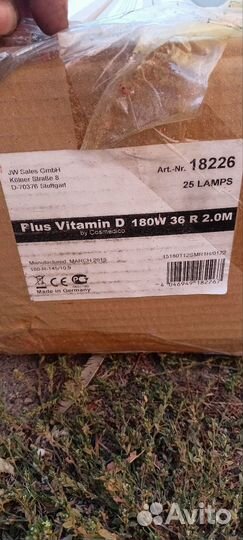 JW Sales GmbH
Kölner Straße 8
D-70376 Stuttgart
Art.-Nr. 18226
25 LAMPS
Plus Vitamin D 180W 36 R 2.0M
by Cosmedico
Manufactured: MARCH 2015
Made in Germany
Avito